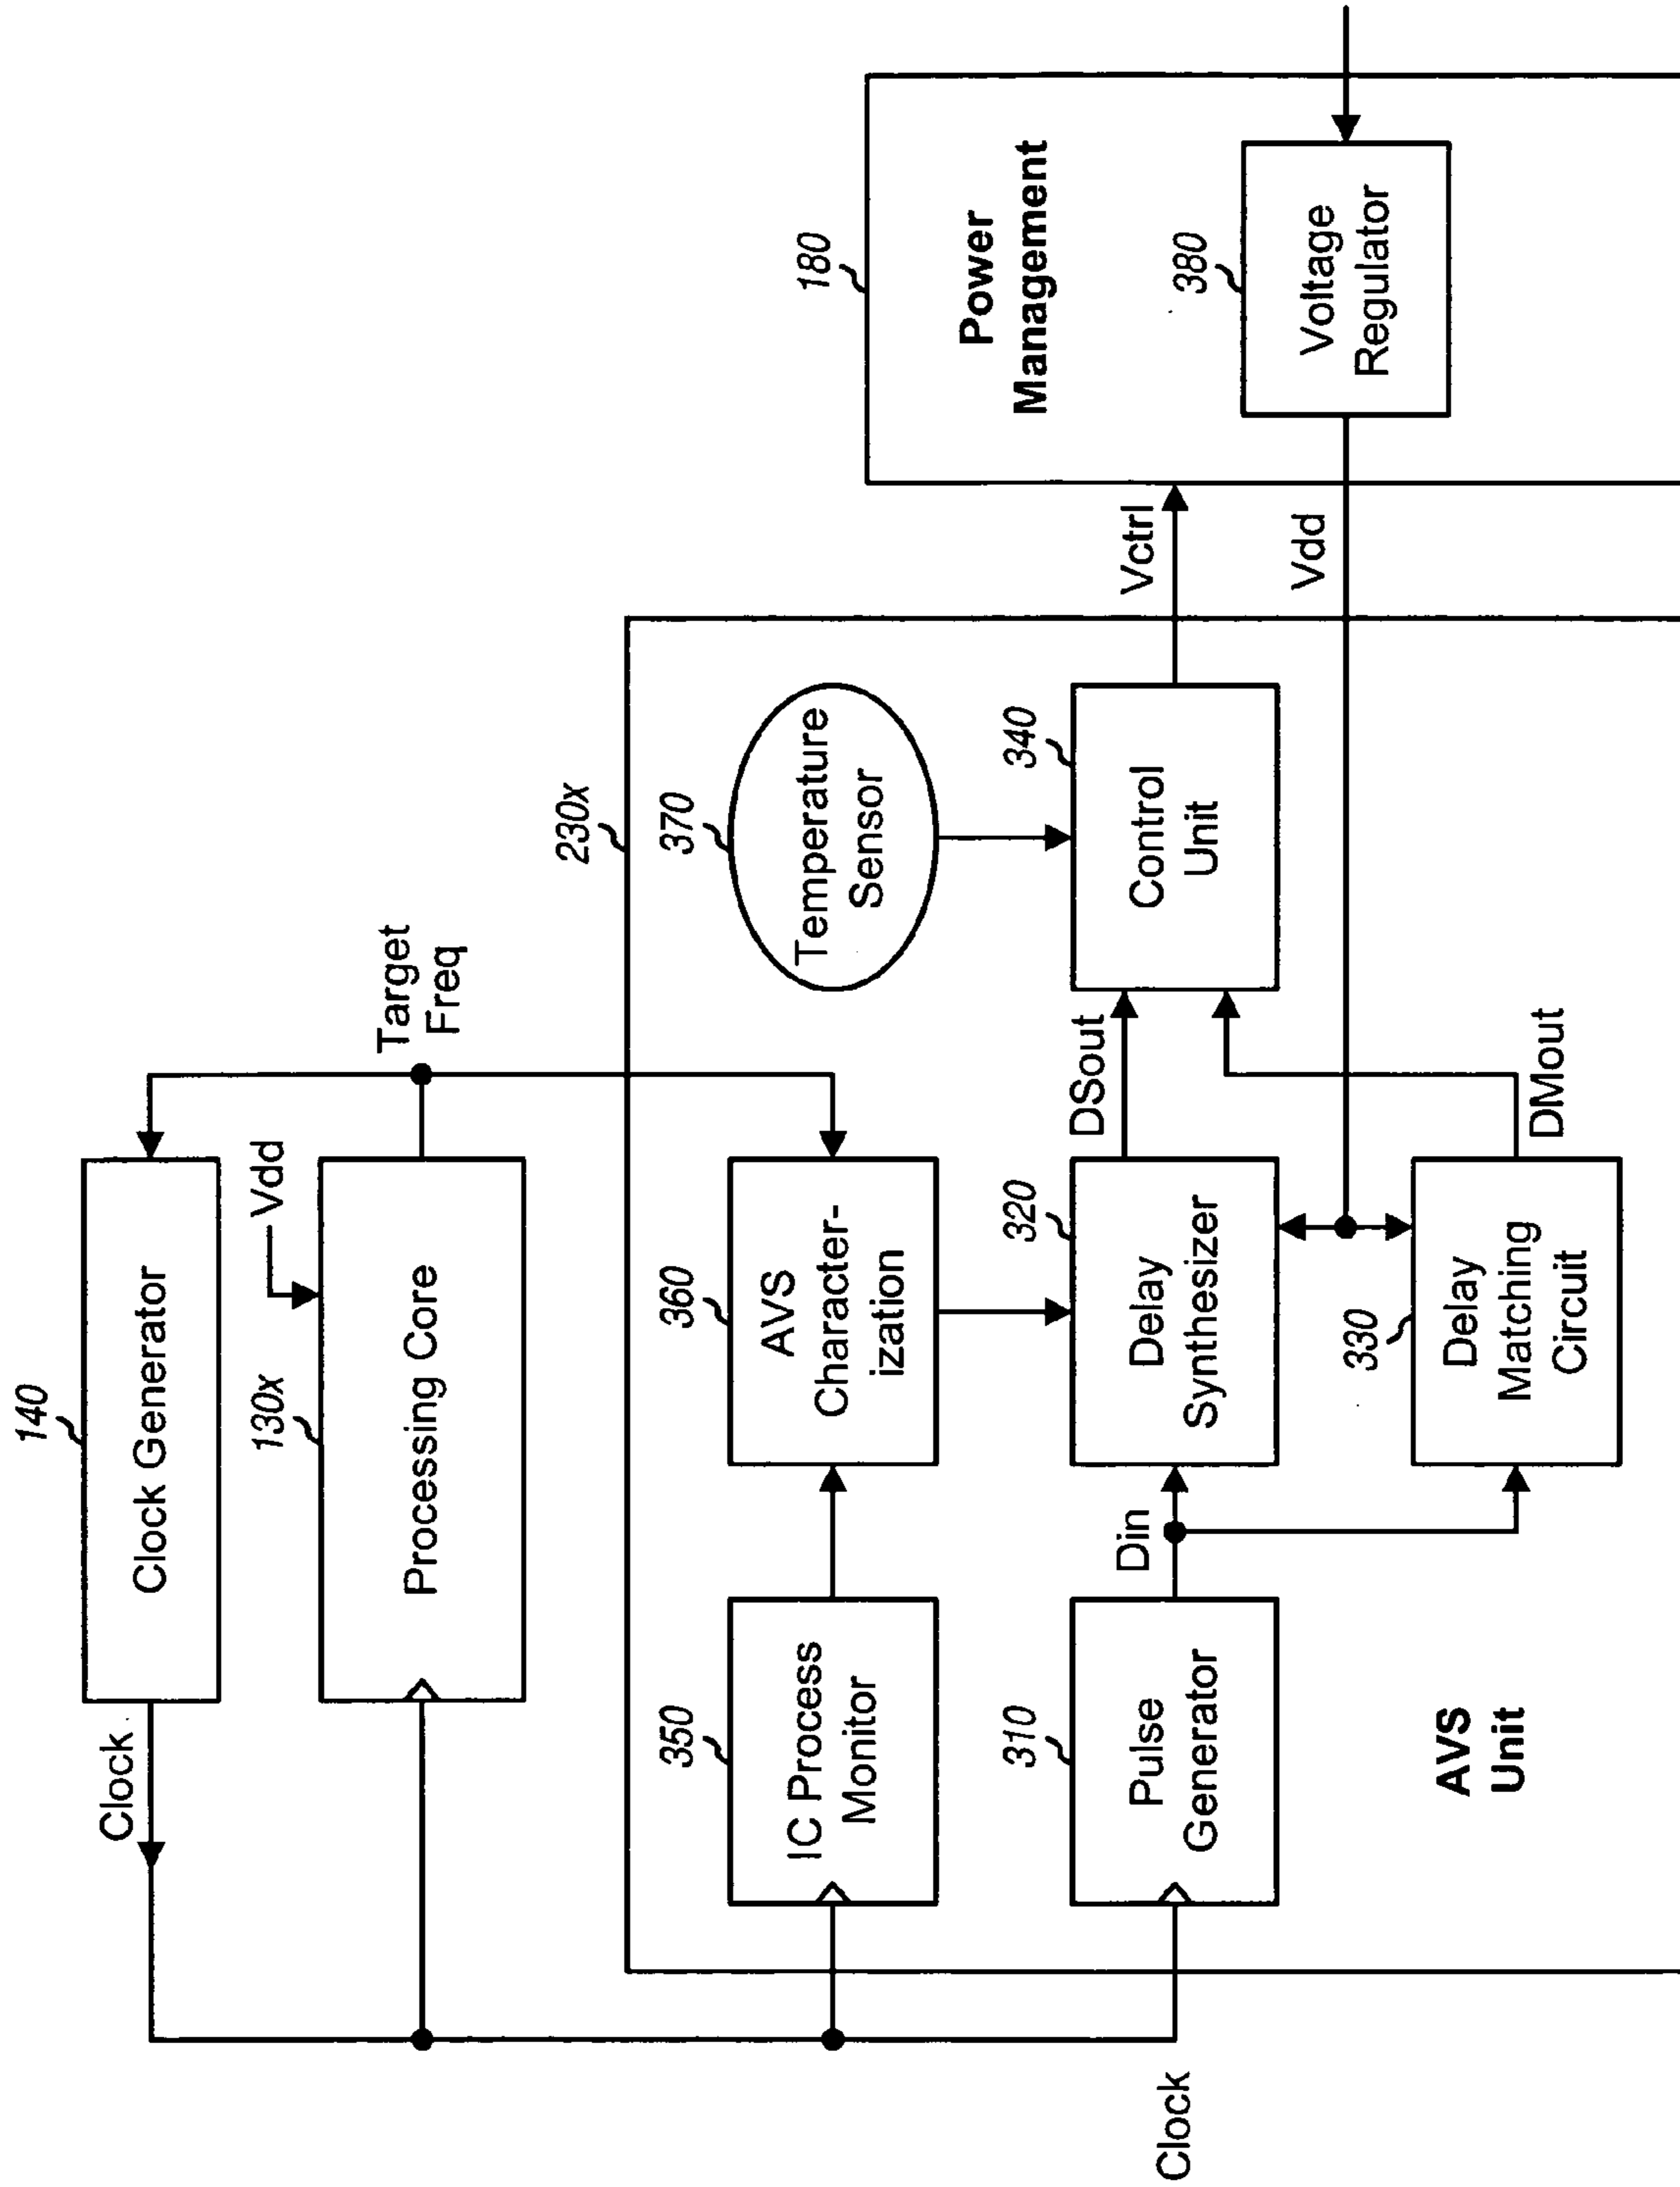 140
Clock Generator
Clock
Vdd
130x
Processing Core
Target
Freq
230x
350
IC Process
Monitor
360
AVS
Character-
ization
370
Temperature
Sensor
180
Power
Management
310
Pulse
Generator
Din
320
Delay
Synthesizer
DSout
340
Control
Unit
Vctrl
380
Voltage
Regulator
Vdd
Clock
AVS
Unit
330
Delay
Matching
Circuit
DMout